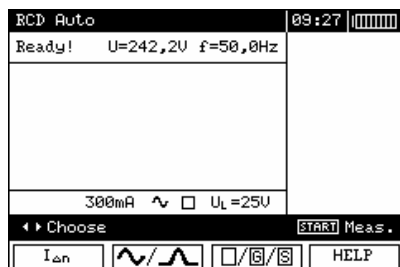 RCD Auto 09:27
Ready! U=242,2V f=50,0Hz
300mA ∿ □ UL=25V
◂ ▸ Choose START Meas.
IΔn ∿/ □/G/S HELP